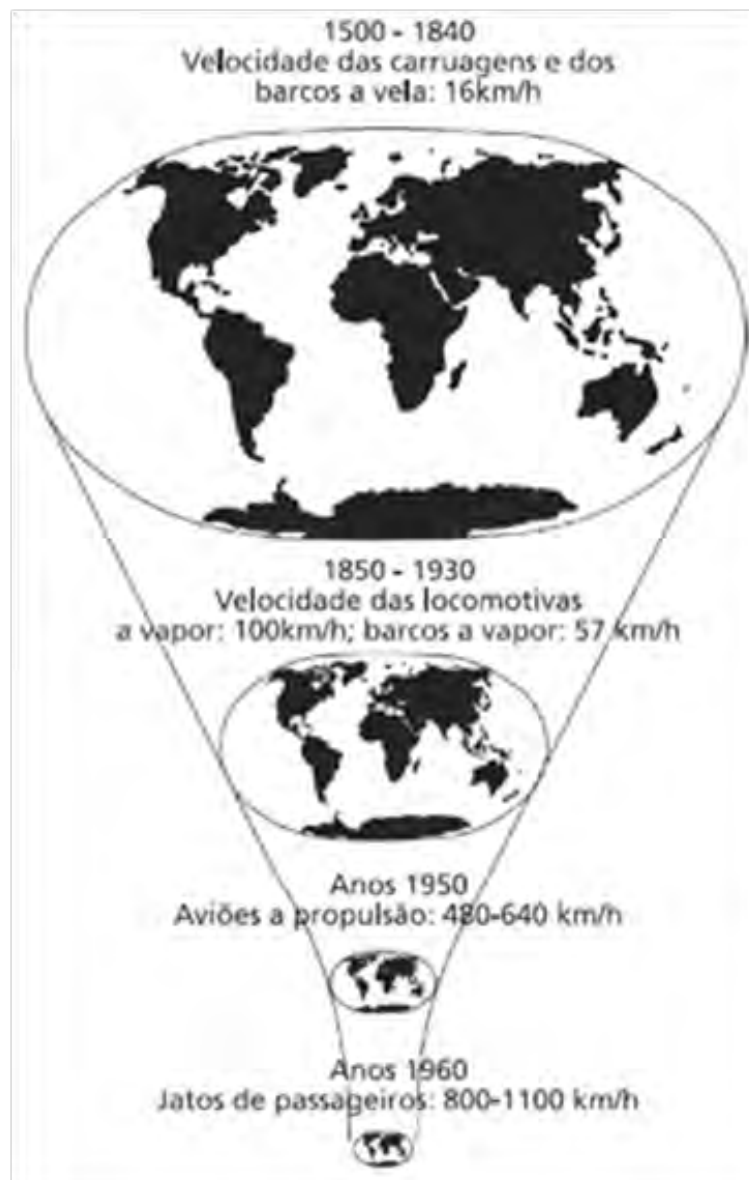 1500 - 1840
Velocidade das carruagens e dos
barcos a vela: 16km/h
1850 - 1930
Velocidade das locomotivas
a vapor: 100km/h; barcos a vapor: 57 km/h
Anos 1950
Aviões a propulsão: 480-640 km/h
Anos 1960
Jatos de passageiros: 800-1100 km/h